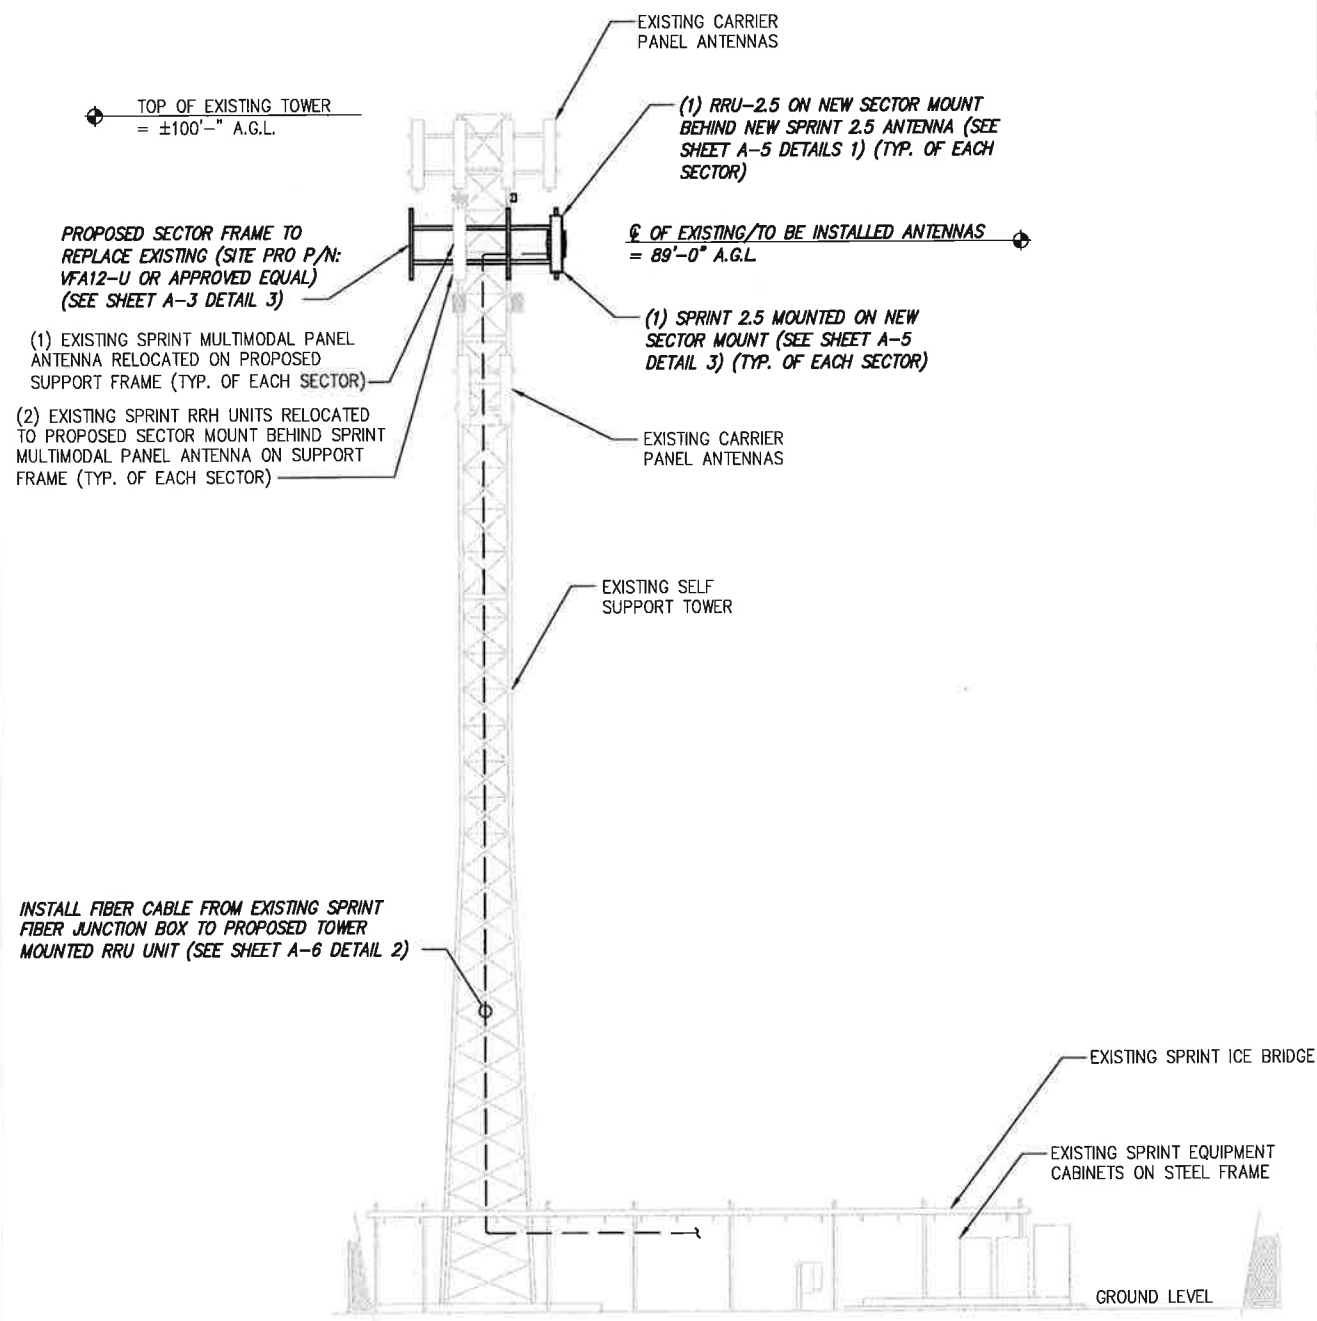 EXISTING CARRIER
PANEL ANTENNAS
TOP OF EXISTING TOWER
= ±100'-" A.G.L.
(1) RRU-2.5 ON NEW SECTOR MOUNT
BEHIND NEW SPRINT 2.5 ANTENNA (SEE
SHEET A-5 DETAILS 1) (TYP. OF EACH
SECTOR)
PROPOSED SECTOR FRAME TO
REPLACE EXISTING (SITE PRO P/N:
VFA12-U OR APPROVED EQUAL)
(SEE SHEET A-3 DETAIL 3)
℄ OF EXISTING/TO BE INSTALLED ANTENNAS
= 89'-0" A.G.L.
(1) EXISTING SPRINT MULTIMODAL PANEL
ANTENNA RELOCATED ON PROPOSED
SUPPORT FRAME (TYP. OF EACH SECTOR)
(1) SPRINT 2.5 MOUNTED ON NEW
SECTOR MOUNT (SEE SHEET A-5
DETAIL 3) (TYP. OF EACH SECTOR)
(2) EXISTING SPRINT RRH UNITS RELOCATED
TO PROPOSED SECTOR MOUNT BEHIND SPRINT
MULTIMODAL PANEL ANTENNA ON SUPPORT
FRAME (TYP. OF EACH SECTOR)
EXISTING CARRIER
PANEL ANTENNAS
EXISTING SELF
SUPPORT TOWER
INSTALL FIBER CABLE FROM EXISTING SPRINT
FIBER JUNCTION BOX TO PROPOSED TOWER
MOUNTED RRU UNIT (SEE SHEET A-6 DETAIL 2)
EXISTING SPRINT ICE BRIDGE
EXISTING SPRINT EQUIPMENT
CABINETS ON STEEL FRAME
GROUND LEVEL